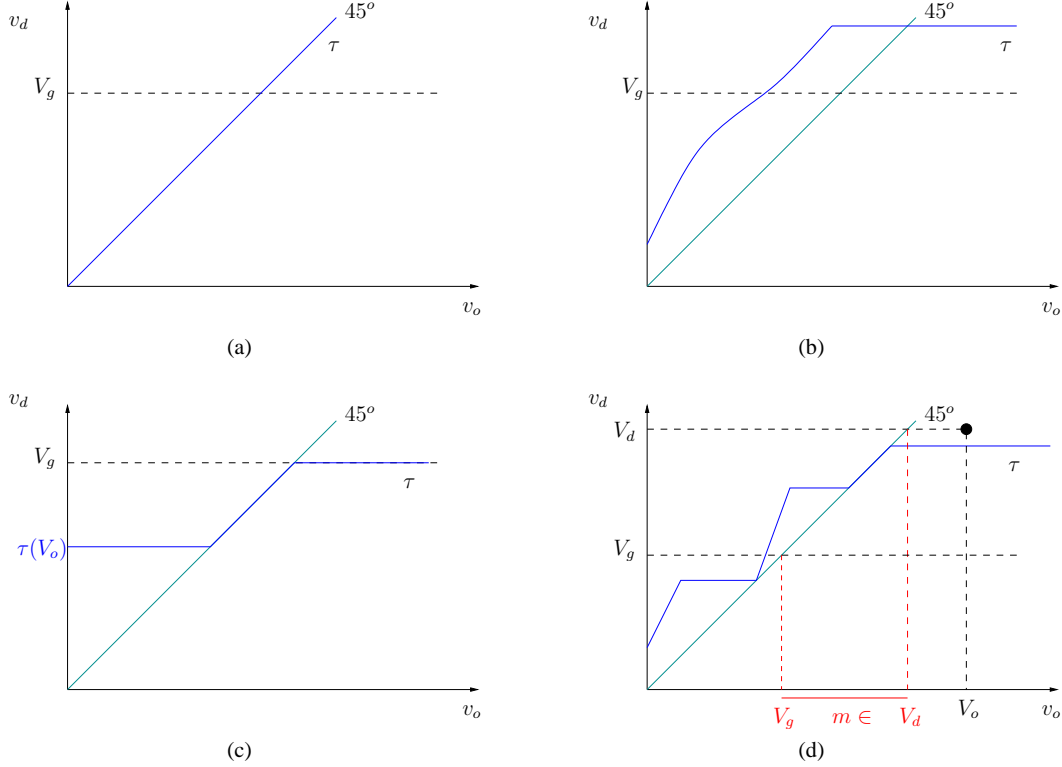 v_d
45^o
τ
V_g
v_o
(a)
v_d
45^o
τ
V_g
v_o
(b)
v_d
45^o
V_g
τ
τ(V_o)
v_o
(c)
v_d
45^o
V_d
τ
V_g
V_g m ∈ V_d V_o v_o
(d)